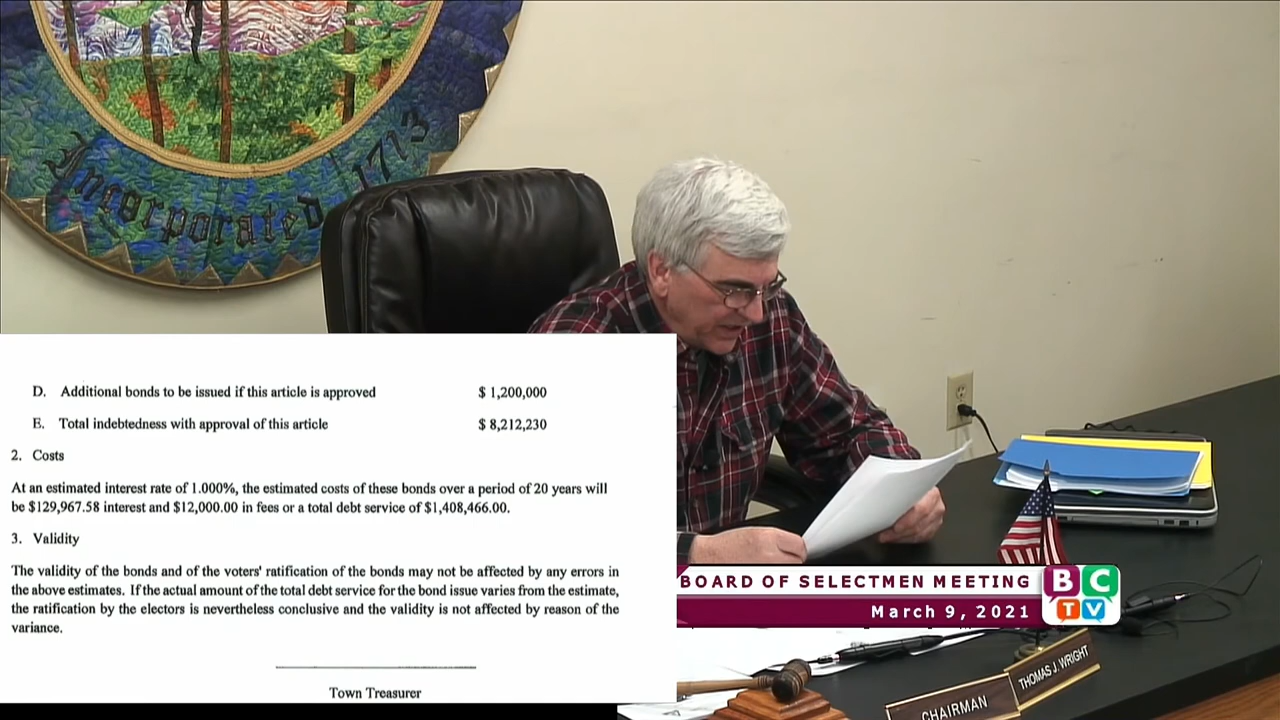 Incorporated 1713
D. Additional bonds to be issued if this article is approved $ 1,200,000
E. Total indebtedness with approval of this article $ 8,212,230
2. Costs
At an estimated interest rate of 1.000%, the estimated costs of these bonds over a period of 20 years will
be $129,967.58 interest and $12,000.00 in fees or a total debt service of $1,408,466.00.
3. Validity
The validity of the bonds and of the voters' ratification of the bonds may not be affected by any errors in
the above estimates. If the actual amount of the total debt service for the bond issue varies from the estimate,
the ratification by the electors is nevertheless conclusive and the validity is not affected by reason of the
variance.
Town Treasurer
BOARD OF SELECTMEN MEETING
March 9, 2021
BCTV
CHAIRMAN
THOMAS J. WRIGHT